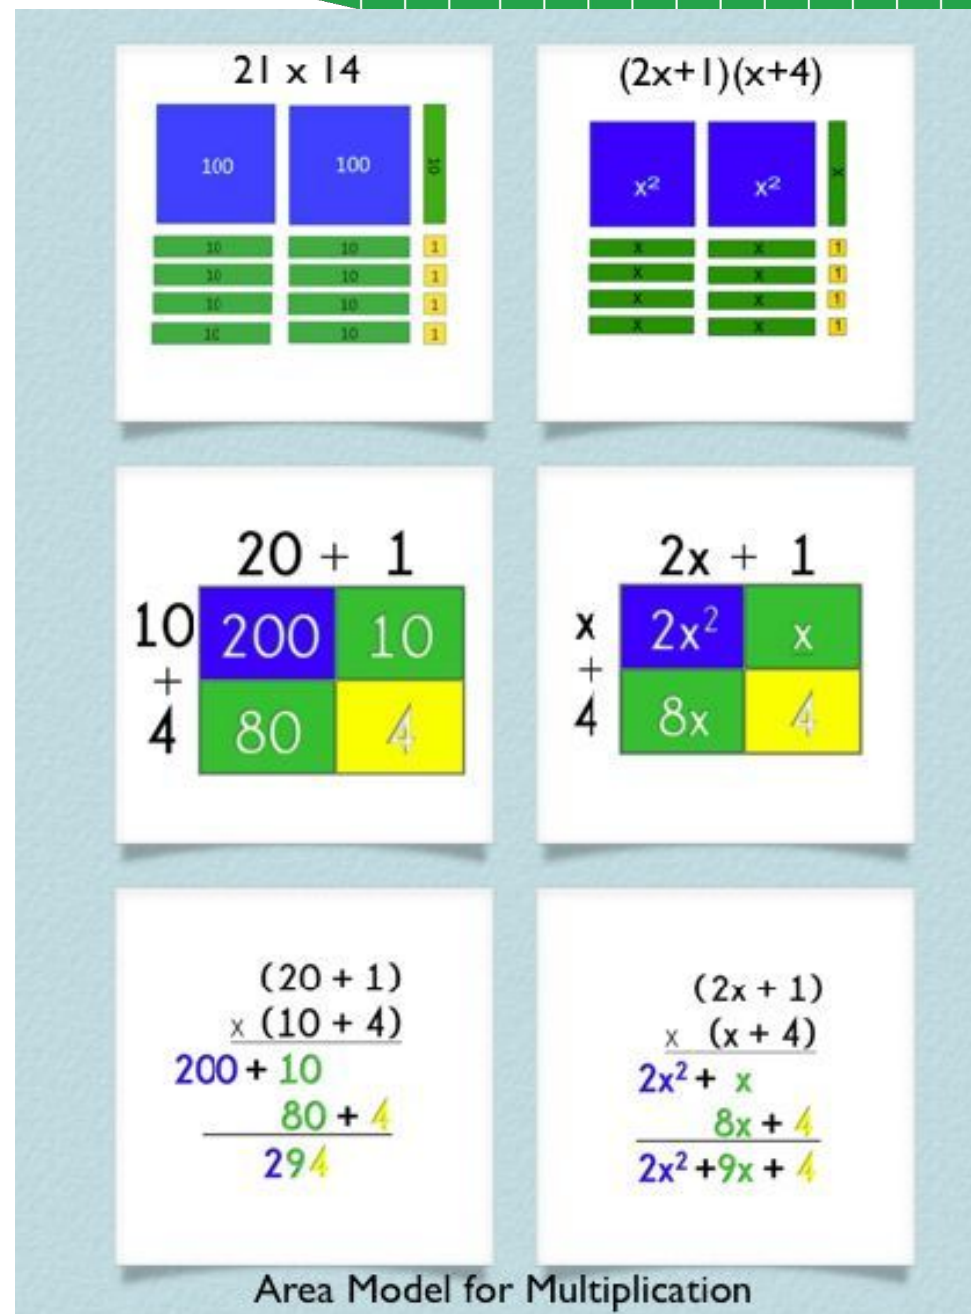 21 x 14
100 100 10
10 10 1
10 10 1
10 10 1
10 10 1
(2x+1)(x+4)
x² x² x
x x 1
x x 1
x x 1
x x 1
20 + 1
10 200 10
+
4 80 4
2x + 1
x 2x² x
+
4 8x 4
(20 + 1)
x (10 + 4)
200 + 10
80 + 4
294
(2x + 1)
x (x + 4)
2x² + x
8x + 4
2x² +9x + 4
Area Model for Multiplication